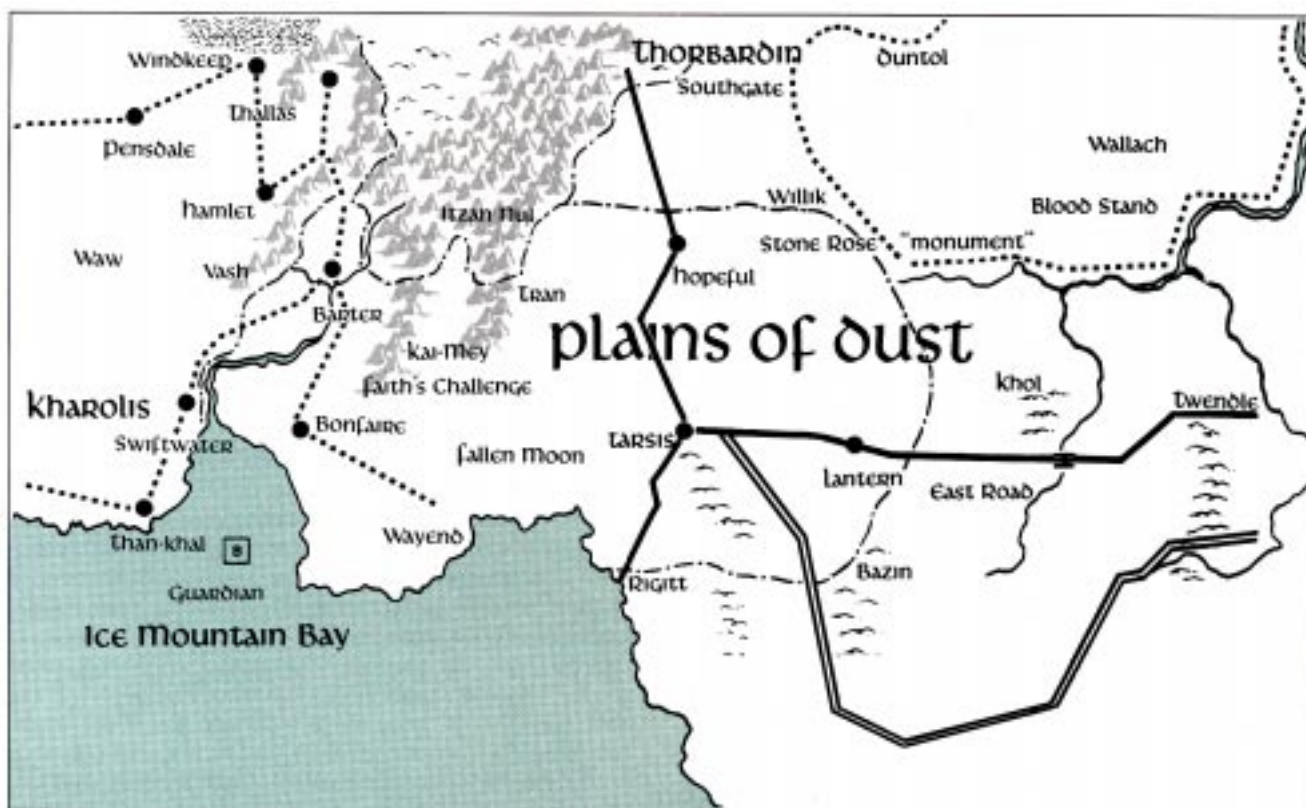 Windkeep
Thorbardin
Duntol
Southgate
Thallas
Pensdale
Wallach
Hamlet
Itzan Nul
Willik
Blood Stand
Stone Rose
"monument"
Waw
Vash
Hopeful
Tran
Barter
Plains of Dust
Kai-Mey
Faith's Challenge
Khol
Twendle
Kharolis
Swiftwater
Bonfaire
Tarsis
Fallen Moon
Lantern
East Road
Than-Khal
Wayend
Rigitt
Bazin
Guardian
Ice Mountain Bay